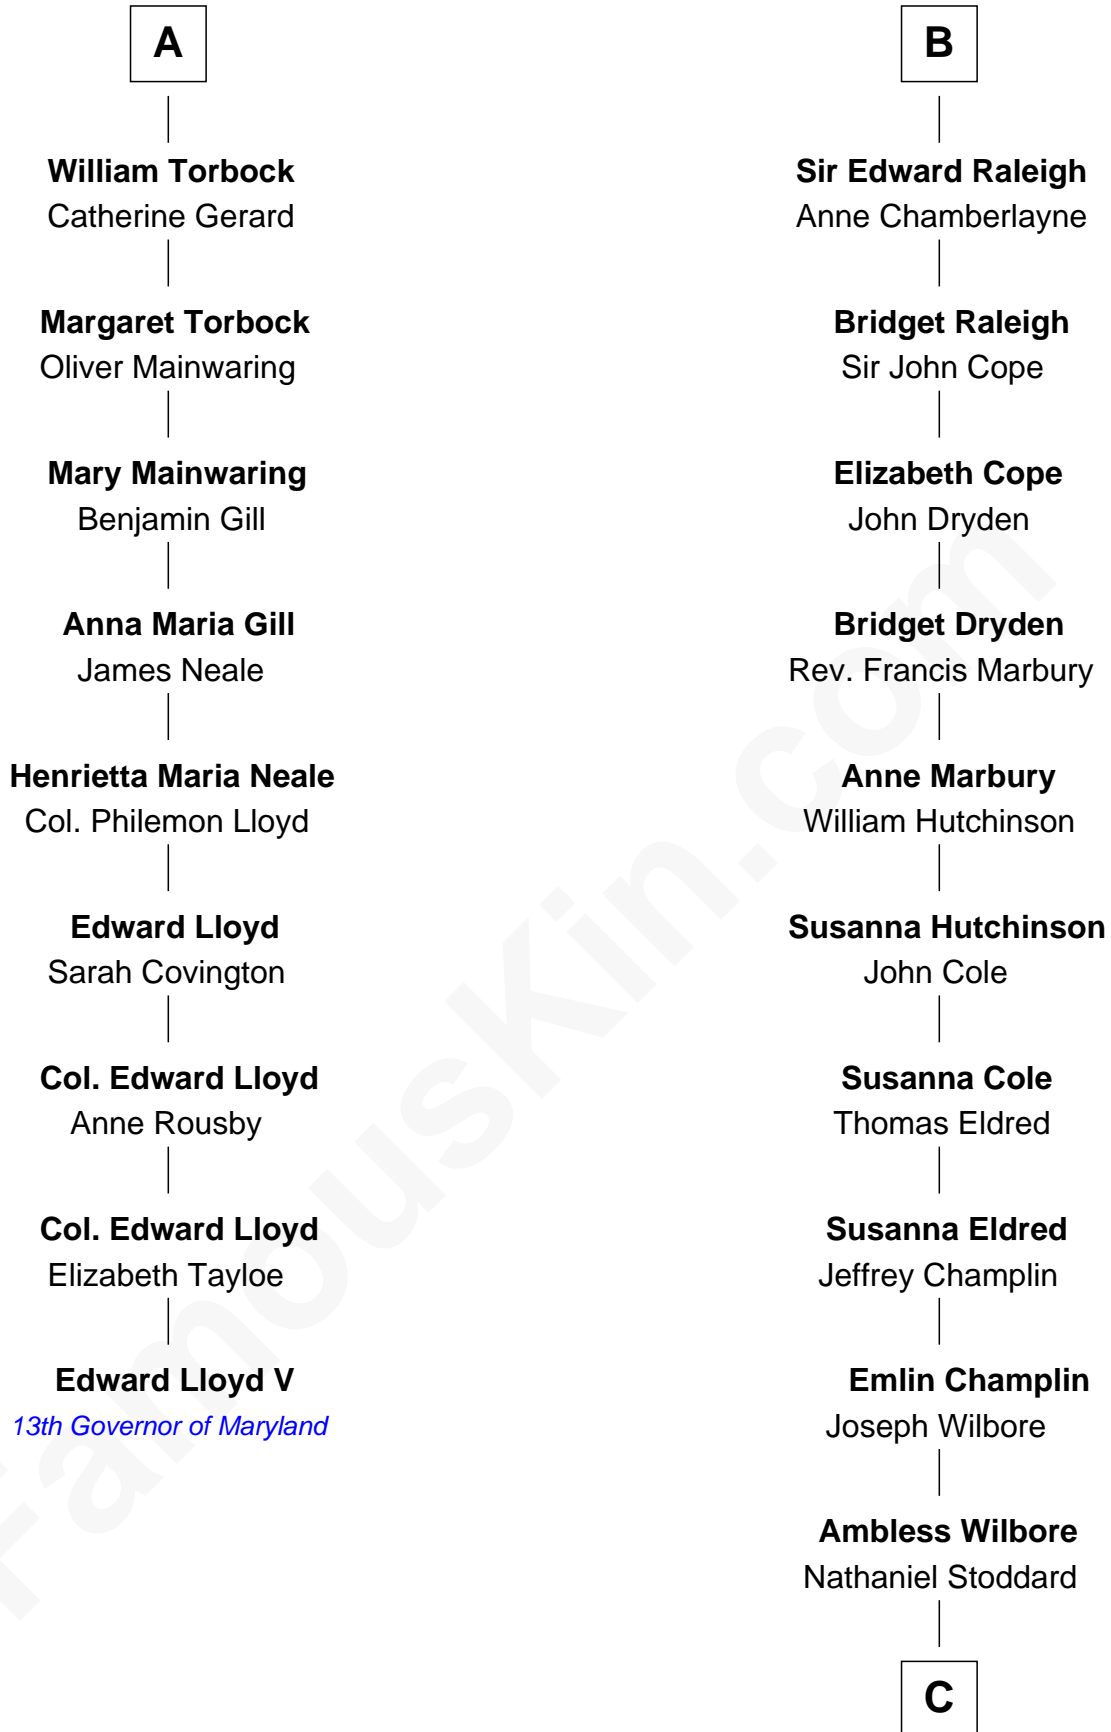 A
William Torbock
Catherine Gerard
Margaret Torbock
Oliver Mainwaring
Mary Mainwaring
Benjamin Gill
Anna Maria Gill
James Neale
Henrietta Maria Neale
Col. Philemon Lloyd
Edward Lloyd
Sarah Covington
Col. Edward Lloyd
Anne Rousby
Col. Edward Lloyd
Elizabeth Tayloe
Edward Lloyd V
13th Governor of Maryland
B
Sir Edward Raleigh
Anne Chamberlayne
Bridget Raleigh
Sir John Cope
Elizabeth Cope
John Dryden
Bridget Dryden
Rev. Francis Marbury
Anne Marbury
William Hutchinson
Susanna Hutchinson
John Cole
Susanna Cole
Thomas Eldred
Susanna Eldred
Jeffrey Champlin
Emlin Champlin
Joseph Wilbore
Ambless Wilbore
Nathaniel Stoddard
C
FamousKin.com